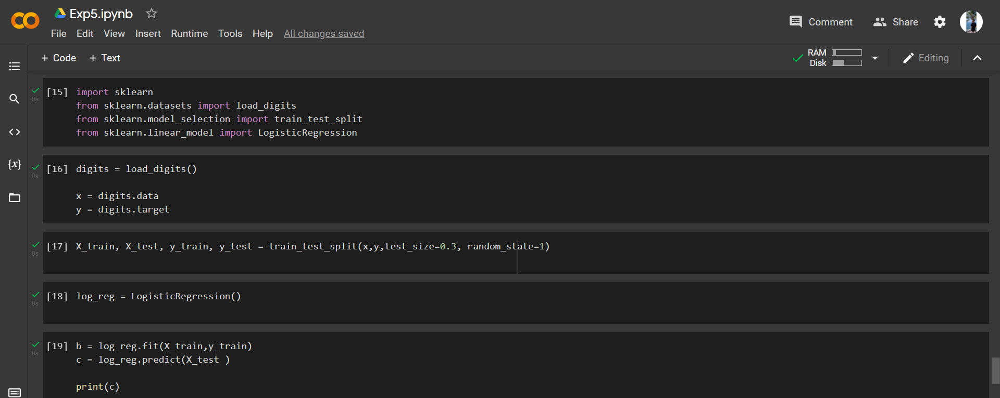 Exp5.ipynb
File Edit View Insert Runtime Tools Help All changes saved
Comment Share
+ Code + Text
RAM
Disk
Editing
[15] import sklearn
0s
from sklearn.datasets import load_digits
from sklearn.model_selection import train_test_split
from sklearn.linear_model import LogisticRegression
[16] digits = load_digits()
0s
x = digits.data
y = digits.target
[17] X_train, X_test, y_train, y_test = train_test_split(x,y,test_size=0.3, random_state=1)
0s
[18] log_reg = LogisticRegression()
0s
[19] b = log_reg.fit(X_train,y_train)
0s
c = log_reg.predict(X_test )
print(c)
{x}